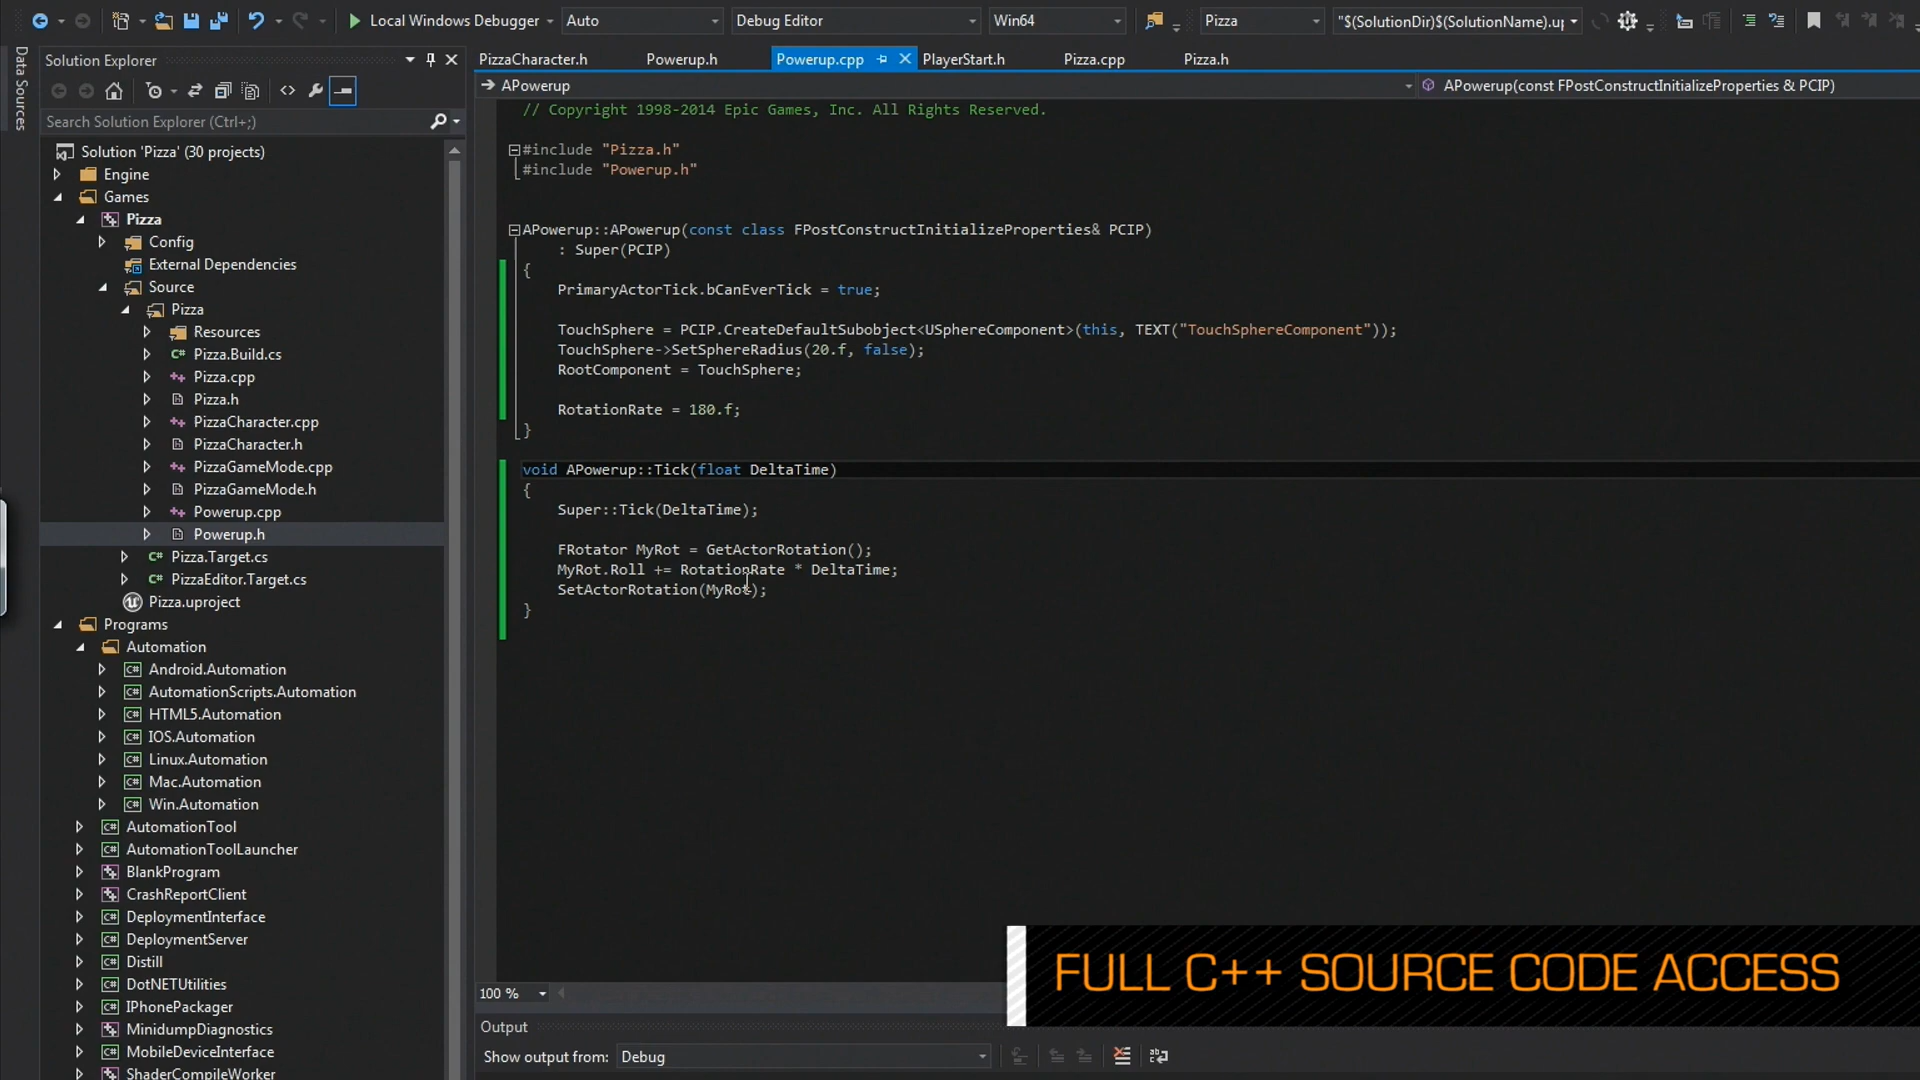 Local Windows Debugger
Auto
Debug Editor
Win64
Pizza
"$(SolutionDir)$(SolutionName).up
Data Sources
Solution Explorer
Search Solution Explorer (Ctrl+;)
Solution 'Pizza' (30 projects)
Engine
Games
Pizza
Config
External Dependencies
Source
Pizza
Resources
Pizza.Build.cs
Pizza.cpp
Pizza.h
PizzaCharacter.cpp
PizzaCharacter.h
PizzaGameMode.cpp
PizzaGameMode.h
Powerup.cpp
Powerup.h
Pizza.Target.cs
PizzaEditor.Target.cs
Pizza.uproject
Programs
Automation
Android.Automation
AutomationScripts.Automation
HTML5.Automation
IOS.Automation
Linux.Automation
Mac.Automation
Win.Automation
AutomationTool
AutomationToolLauncher
BlankProgram
CrashReportClient
DeploymentInterface
DeploymentServer
Distill
DotNETUtilities
IPhonePackager
MinidumpDiagnostics
MobileDeviceInterface
ShaderCompileWorker
PizzaCharacter.h
Powerup.h
Powerup.cpp
PlayerStart.h
Pizza.cpp
Pizza.h
APowerup
APowerup(const FPostConstructInitializeProperties & PCIP)
// Copyright 1998-2014 Epic Games, Inc. All Rights Reserved.
#include "Pizza.h"
#include "Powerup.h"
APowerup::APowerup(const class FPostConstructInitializeProperties& PCIP)
: Super(PCIP)
{
PrimaryActorTick.bCanEverTick = true;
TouchSphere = PCIP.CreateDefaultSubobject<USphereComponent>(this, TEXT("TouchSphereComponent"));
TouchSphere->SetSphereRadius(20.f, false);
RootComponent = TouchSphere;
RotationRate = 180.f;
}
void APowerup::Tick(float DeltaTime)
{
Super::Tick(DeltaTime);
FRotator MyRot = GetActorRotation();
MyRot.Roll += RotationRate * DeltaTime;
SetActorRotation(MyRot);
}
100 %
FULL C++ SOURCE CODE ACCESS
Output
Show output from:
Debug